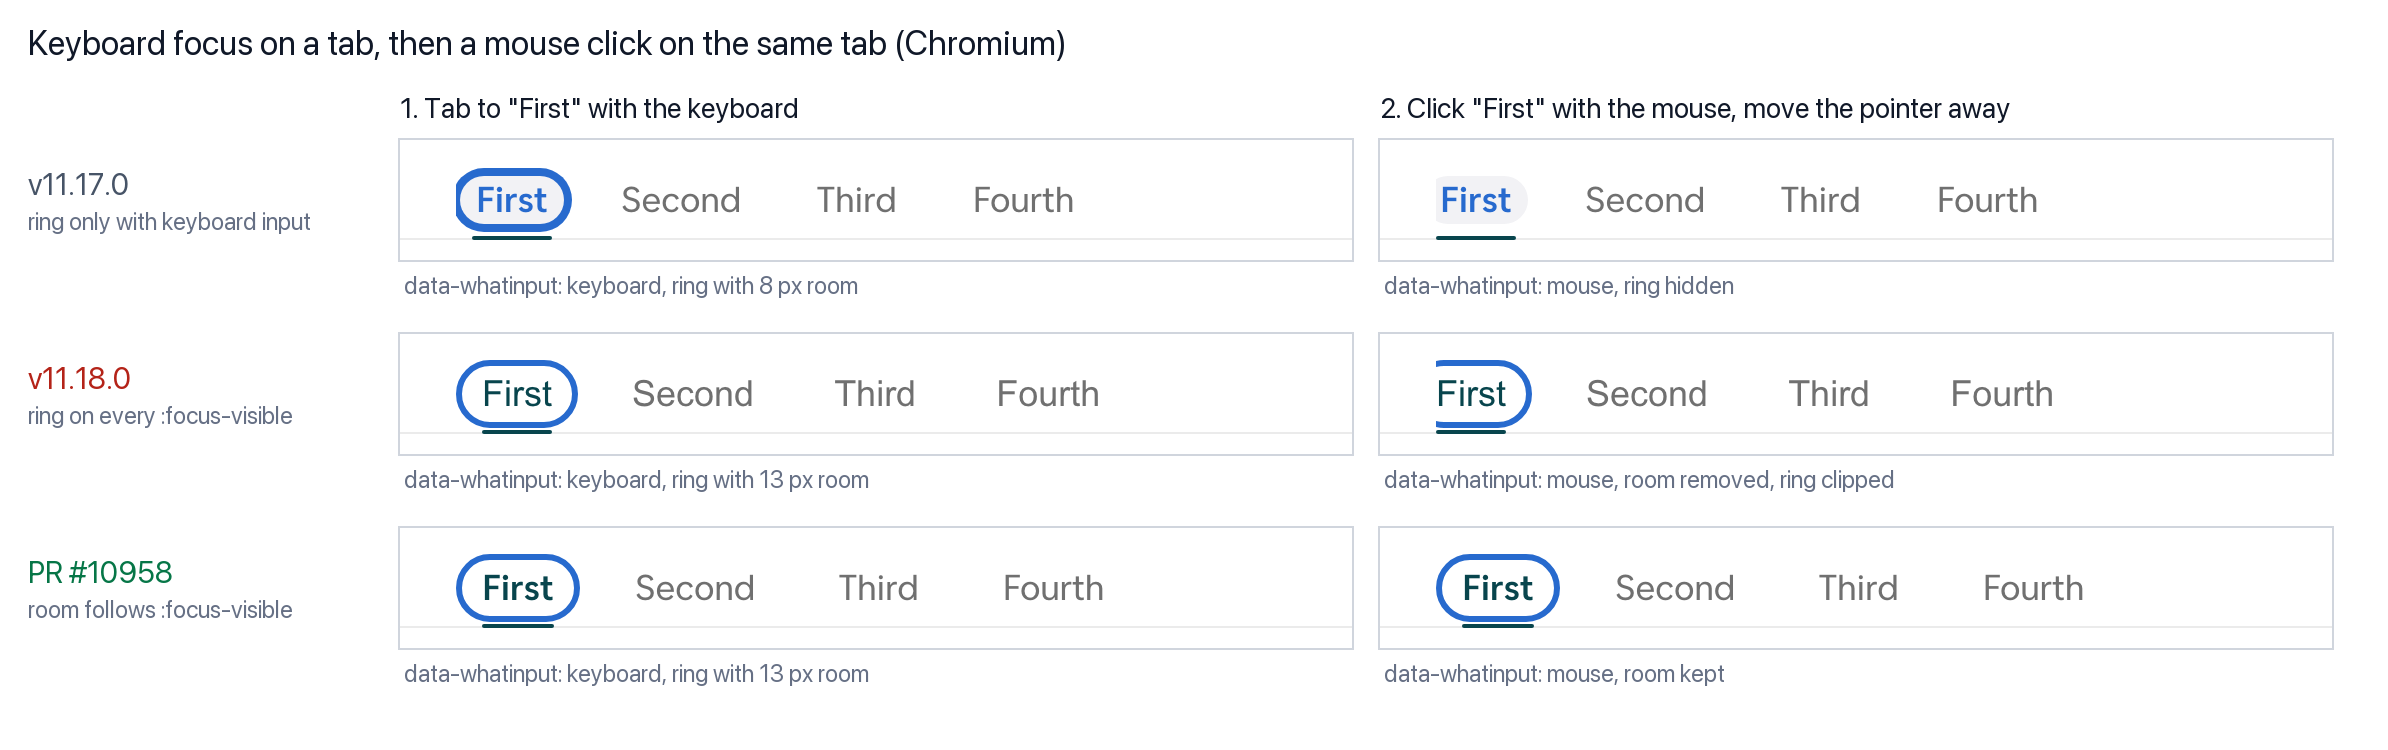 Keyboard focus on a tab, then a mouse click on the same tab (Chromium)
1. Tab to "First" with the keyboard
2. Click "First" with the mouse, move the pointer away
v11.17.0
ring only with keyboard input
First Second Third Fourth
data-whatinput: keyboard, ring with 8 px room
First Second Third Fourth
data-whatinput: mouse, ring hidden
v11.18.0
ring on every :focus-visible
First Second Third Fourth
data-whatinput: keyboard, ring with 13 px room
First Second Third Fourth
data-whatinput: mouse, room removed, ring clipped
PR #10958
room follows :focus-visible
First Second Third Fourth
data-whatinput: keyboard, ring with 13 px room
First Second Third Fourth
data-whatinput: mouse, room kept